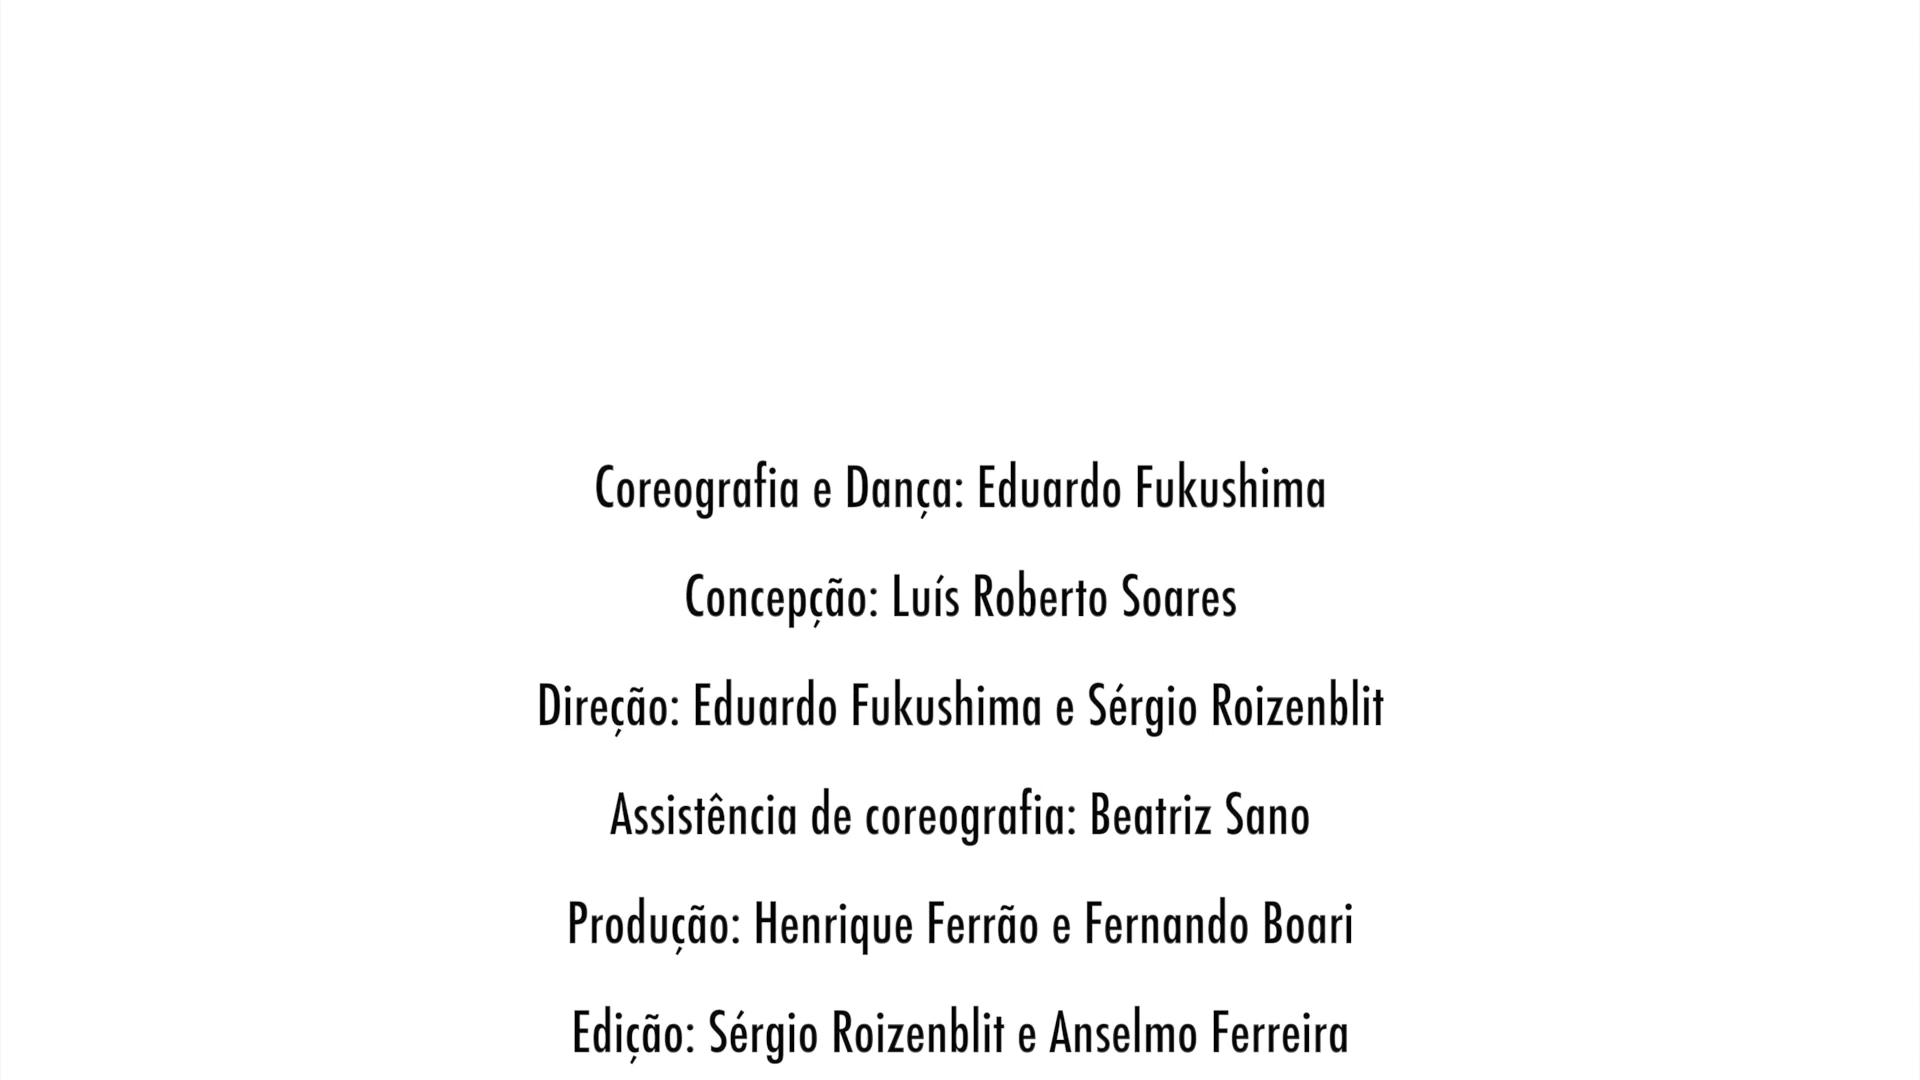 Coreografia e Dança: Eduardo Fukushima
Concepção: Luís Roberto Soares
Direção: Eduardo Fukushima e Sérgio Roizenblit
Assistência de coreografia: Beatriz Sano
Produção: Henrique Ferrão e Fernando Boari
Edição: Sérgio Roizenblit e Anselmo Ferreira